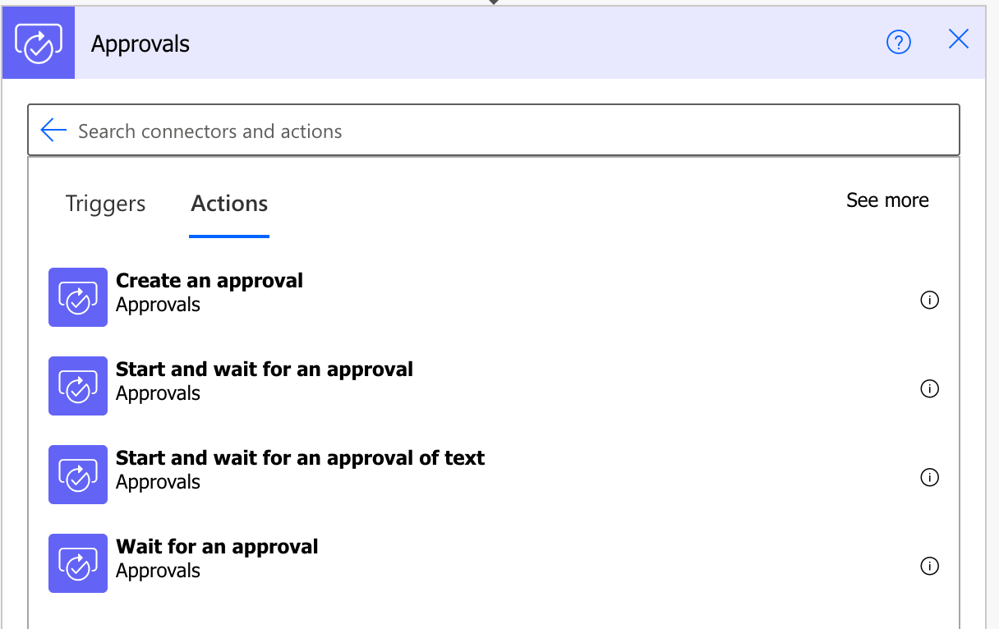 Approvals
Search connectors and actions
Triggers Actions See more
Create an approval
Approvals
Start and wait for an approval
Approvals
Start and wait for an approval of text
Approvals
Wait for an approval
Approvals